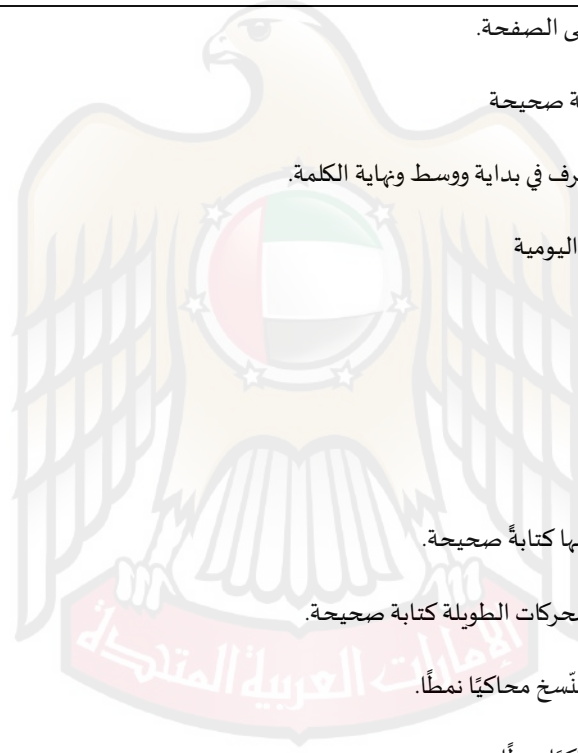 ى الصفحة.
ة صحيحة
رف في بداية ووسط ونهاية الكلمة.
اليومية
ها كتابةً صحيحة.
حركات الطويلة كتابة صحيحة.
الإمارات العربية المتحدة
نّسخ محاكيًا نمطًا.